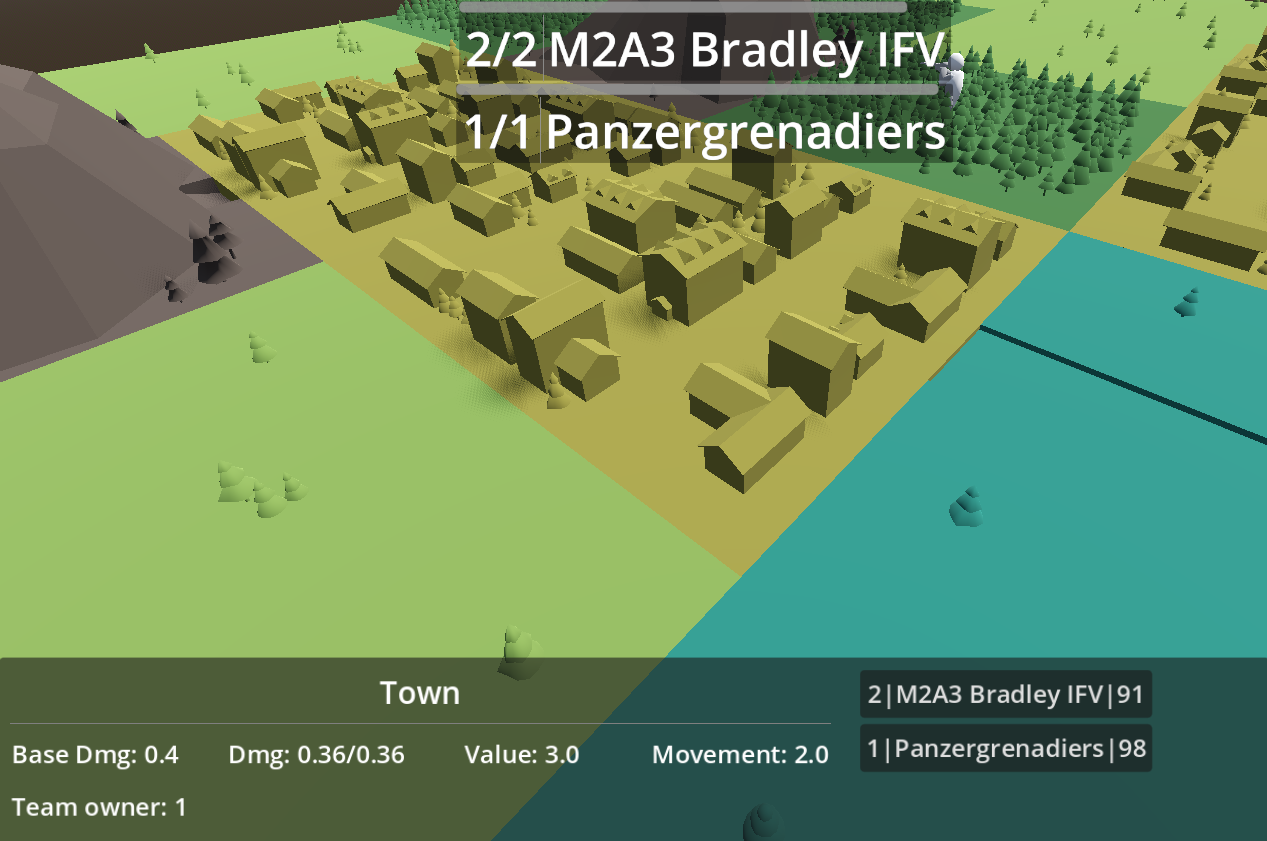 2/2 M2A3 Bradley IFV
1/1 Panzergrenadiers
Town
Base Dmg: 0.4 Dmg: 0.36/0.36 Value: 3.0 Movement: 2.0
Team owner: 1
2|M2A3 Bradley IFV|91
1|Panzergrenadiers|98